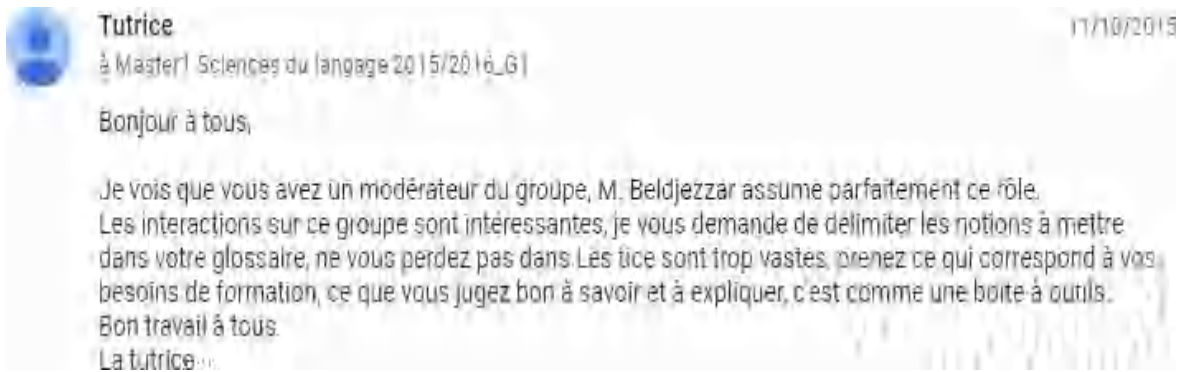 Tutrice
11/10/2015
à Master1 Sciences du langage 2015/2016_G1
Bonjour à tous,
Je vois que vous avez un modérateur du groupe, M. Beldjezzar assume parfaitement ce rôle.
Les interactions sur ce groupe sont intéressantes, je vous demande de délimiter les notions à mettre
dans votre glossaire, ne vous perdez pas dans Les tice sont trop vastes, prenez ce qui correspond à vos
besoins de formation, ce que vous jugez bon à savoir et à expliquer, c'est comme une boite à outils.
Bon travail à tous.
La tutrice